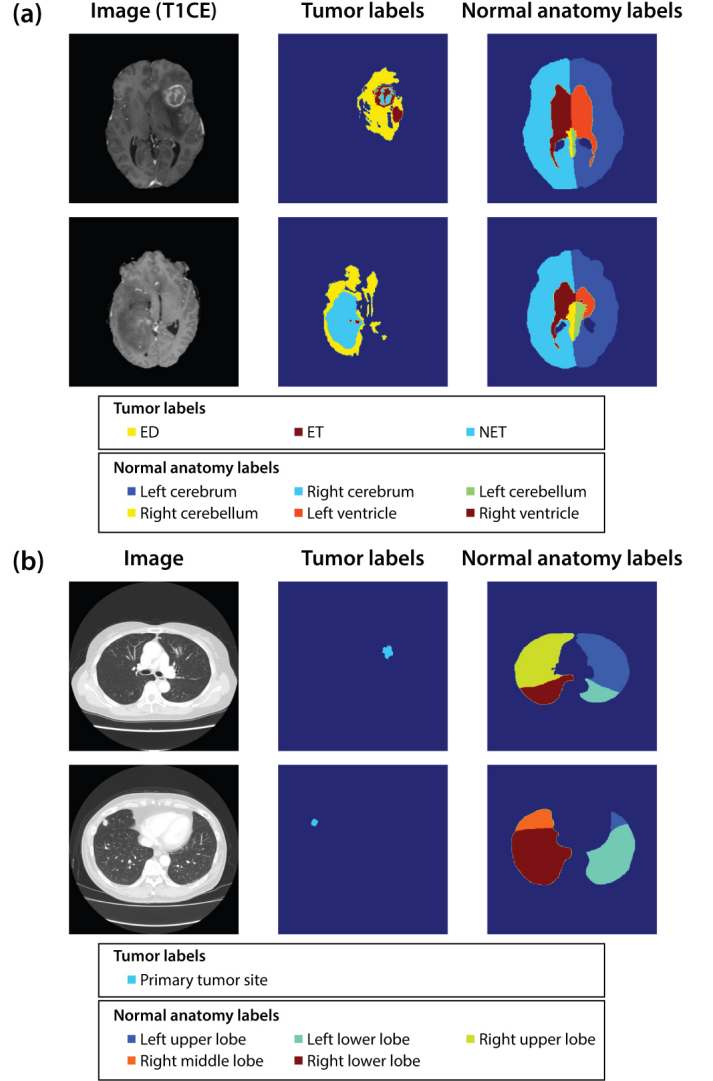 (a) Image (T1CE) Tumor labels Normal anatomy labels
Tumor labels
ED ET NET
Normal anatomy labels
Left cerebrum Right cerebrum Left cerebellum
Right cerebellum Left ventricle Right ventricle
(b) Image Tumor labels Normal anatomy labels
Tumor labels
Primary tumor site
Normal anatomy labels
Left upper lobe Left lower lobe Right upper lobe
Right middle lobe Right lower lobe